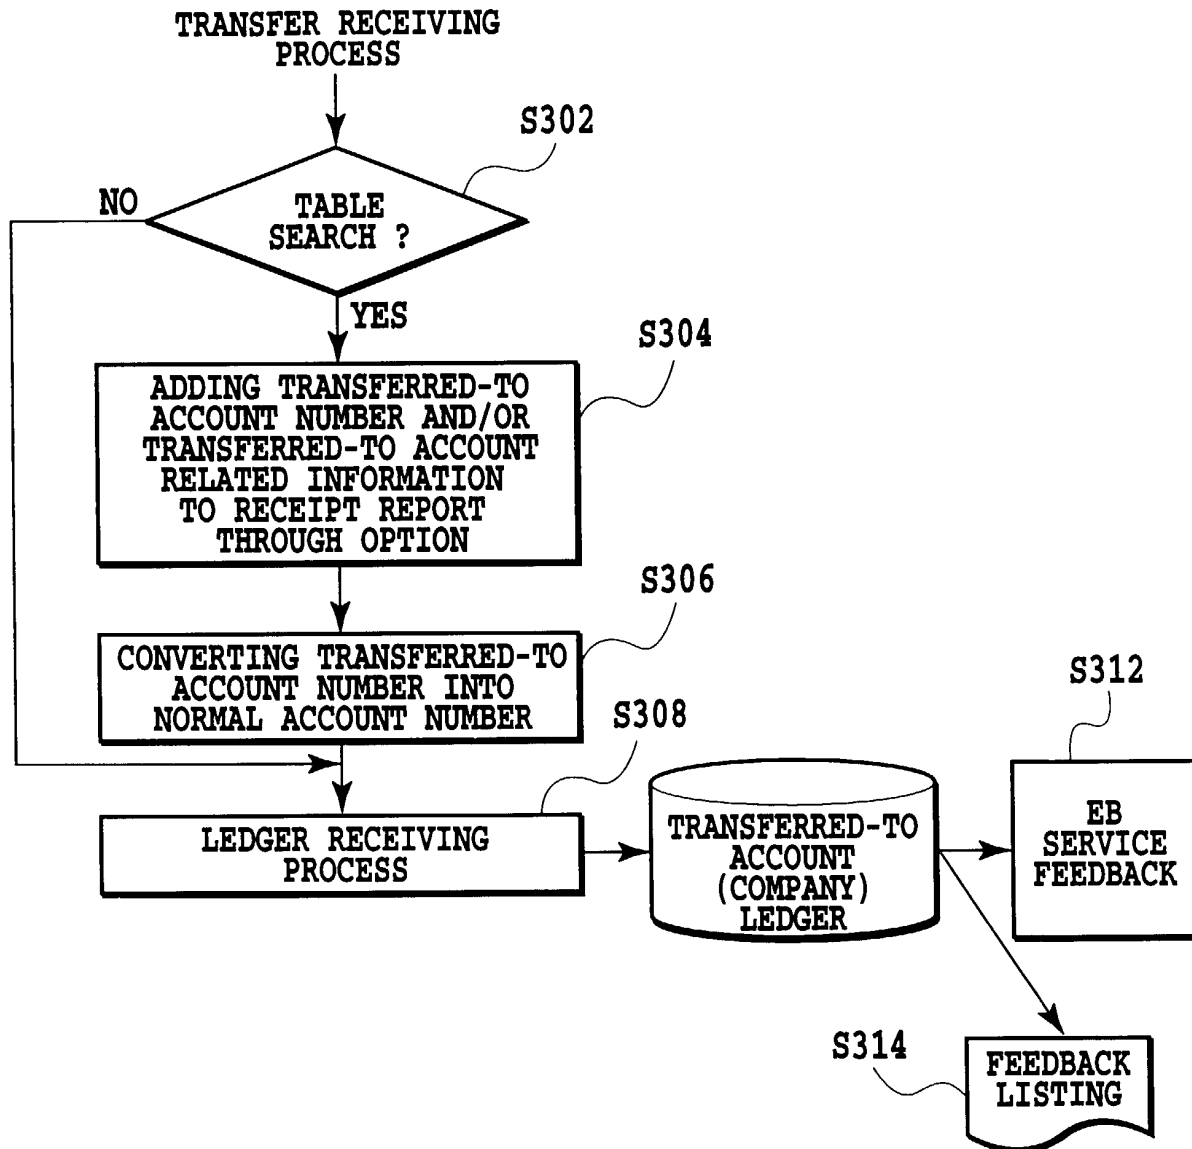 TRANSFER RECEIVING
PROCESS
S302
NO
TABLE
SEARCH ?
YES
S304
ADDING TRANSFERRED-TO
ACCOUNT NUMBER AND/OR
TRANSFERRED-TO ACCOUNT
RELATED INFORMATION
TO RECEIPT REPORT
THROUGH OPTION
S306
CONVERTING TRANSFERRED-TO
ACCOUNT NUMBER INTO
NORMAL ACCOUNT NUMBER
S308
LEDGER RECEIVING
PROCESS
TRANSFERRED-TO
ACCOUNT
(COMPANY)
LEDGER
S312
EB
SERVICE
FEEDBACK
S314
FEEDBACK
LISTING